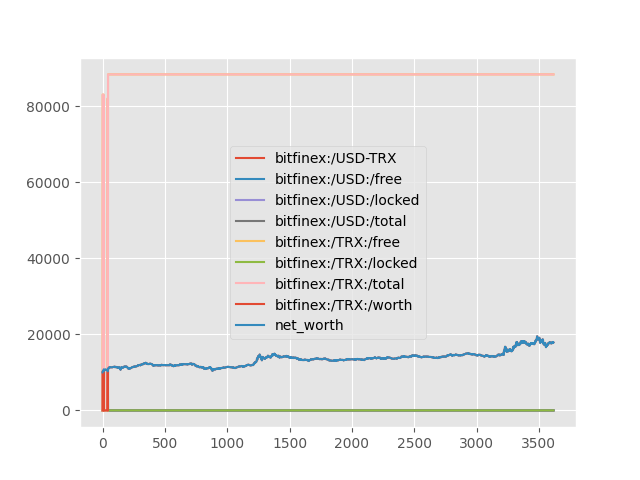 80000
60000
40000
20000
0
bitfinex:/USD-TRX
bitfinex:/USD:/free
bitfinex:/USD:/locked
bitfinex:/USD:/total
bitfinex:/TRX:/free
bitfinex:/TRX:/locked
bitfinex:/TRX:/total
bitfinex:/TRX:/worth
net_worth
0 500 1000 1500 2000 2500 3000 3500